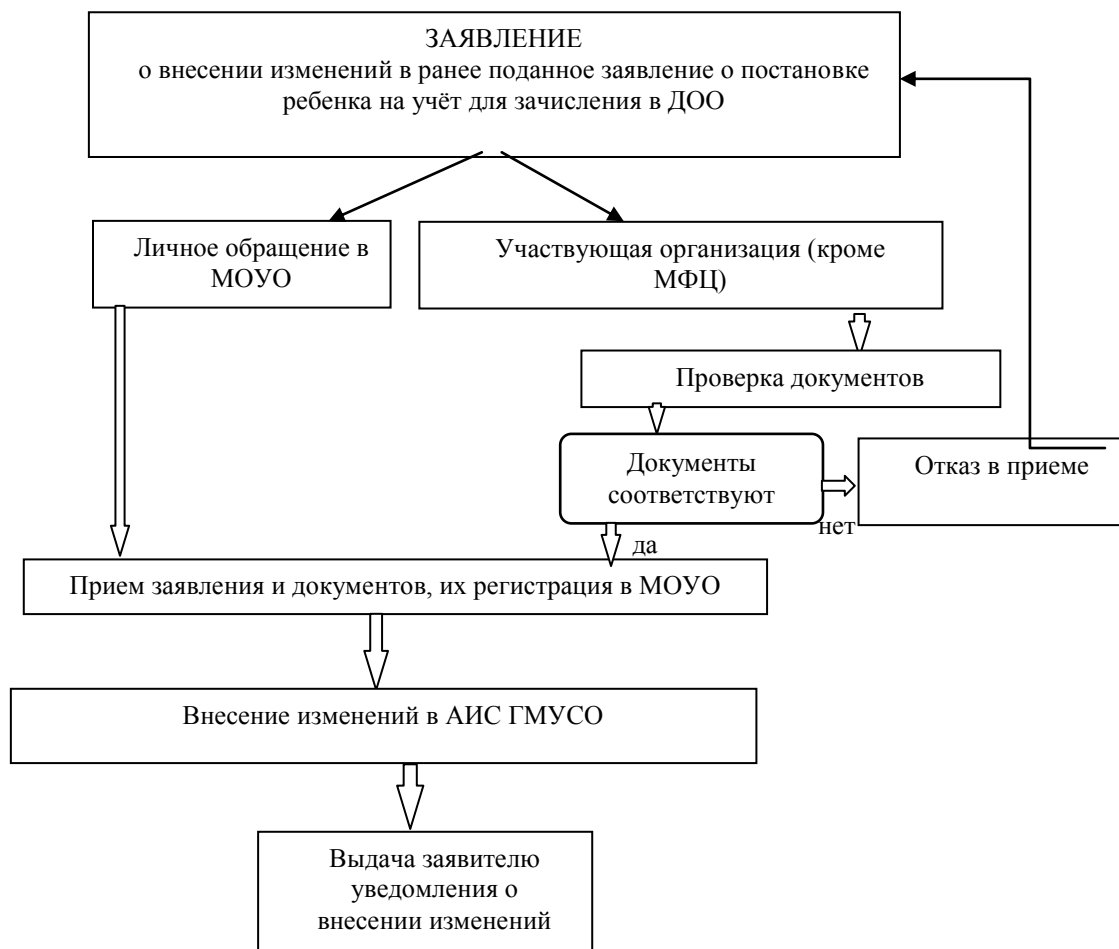 ЗАЯВЛЕНИЕ
о внесении изменений в ранее поданное заявление о постановке
ребенка на учёт для зачисления в ДОО
Личное обращение в
МОУО
Участвующая организация (кроме
МФЦ)
Проверка документов
Документы
соответствуют
Отказ в приеме
нет
да
Прием заявления и документов, их регистрация в МОУО
Внесение изменений в АИС ГМУСО
Выдача заявителю
уведомления о
внесении изменений